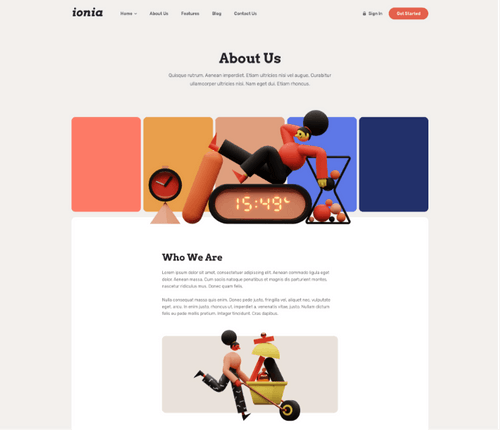 ionia
Home
About Us
Features
Blog
Contact Us
Sign In
Get Started
About Us
Quisque rutrum. Aenean imperdiet. Etiam ultricies nisi vel augue. Curabitur
ullamcorper ultricies nisi. Nam eget dui. Etiam rhoncus.
15:49
Who We Are
Lorem ipsum dolor sit amet, consectetuer adipiscing elit. Aenean commodo ligula eget
dolor. Aenean massa. Cum sociis natoque penatibus et magnis dis parturient montes,
nascetur ridiculus mus. Donec quam felis.
Nulla consequat massa quis enim. Donec pede justo, fringilla vel, aliquet nec, vulputate
eget, arcu. In enim justo, rhoncus ut, imperdiet a, venenatis vitae, justo. Nullam dictum
felis eu pede mollis pretium. Integer tincidunt. Cras dapibus.